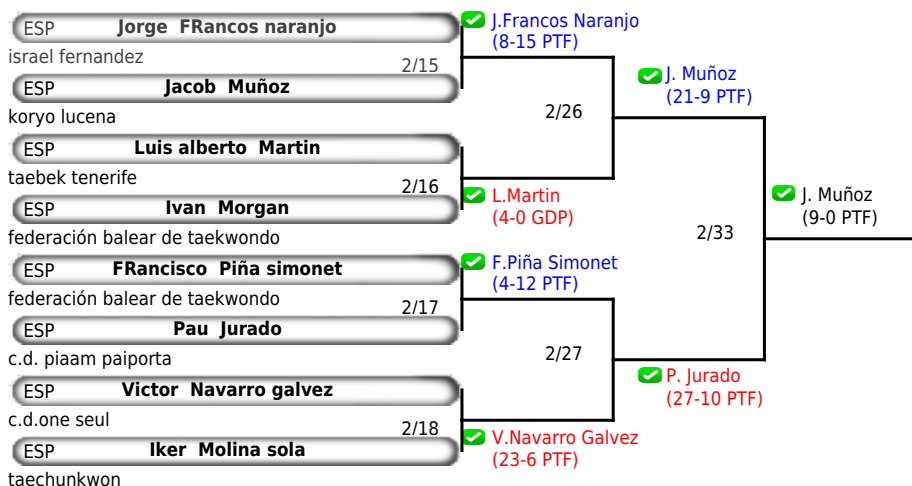 ESP Jorge FRancos naranjo
israel fernandez
2/15
ESP Jacob Muñoz
koryo lucena
ESP Luis alberto Martin
taebek tenerife
2/16
ESP Ivan Morgan
federación balear de taekwondo
ESP FRancisco Piña simonet
federación balear de taekwondo
2/17
ESP Pau Jurado
c.d. piaam paiporta
ESP Victor Navarro galvez
c.d.one seul
2/18
ESP Iker Molina sola
taechunkwon
J.Francos Naranjo
(8-15 PTF)
2/26
L.Martin
(4-0 GDP)
F.Piña Simonet
(4-12 PTF)
2/27
V.Navarro Galvez
(23-6 PTF)
J. Muñoz
(21-9 PTF)
2/33
P. Jurado
(27-10 PTF)
J. Muñoz
(9-0 PTF)